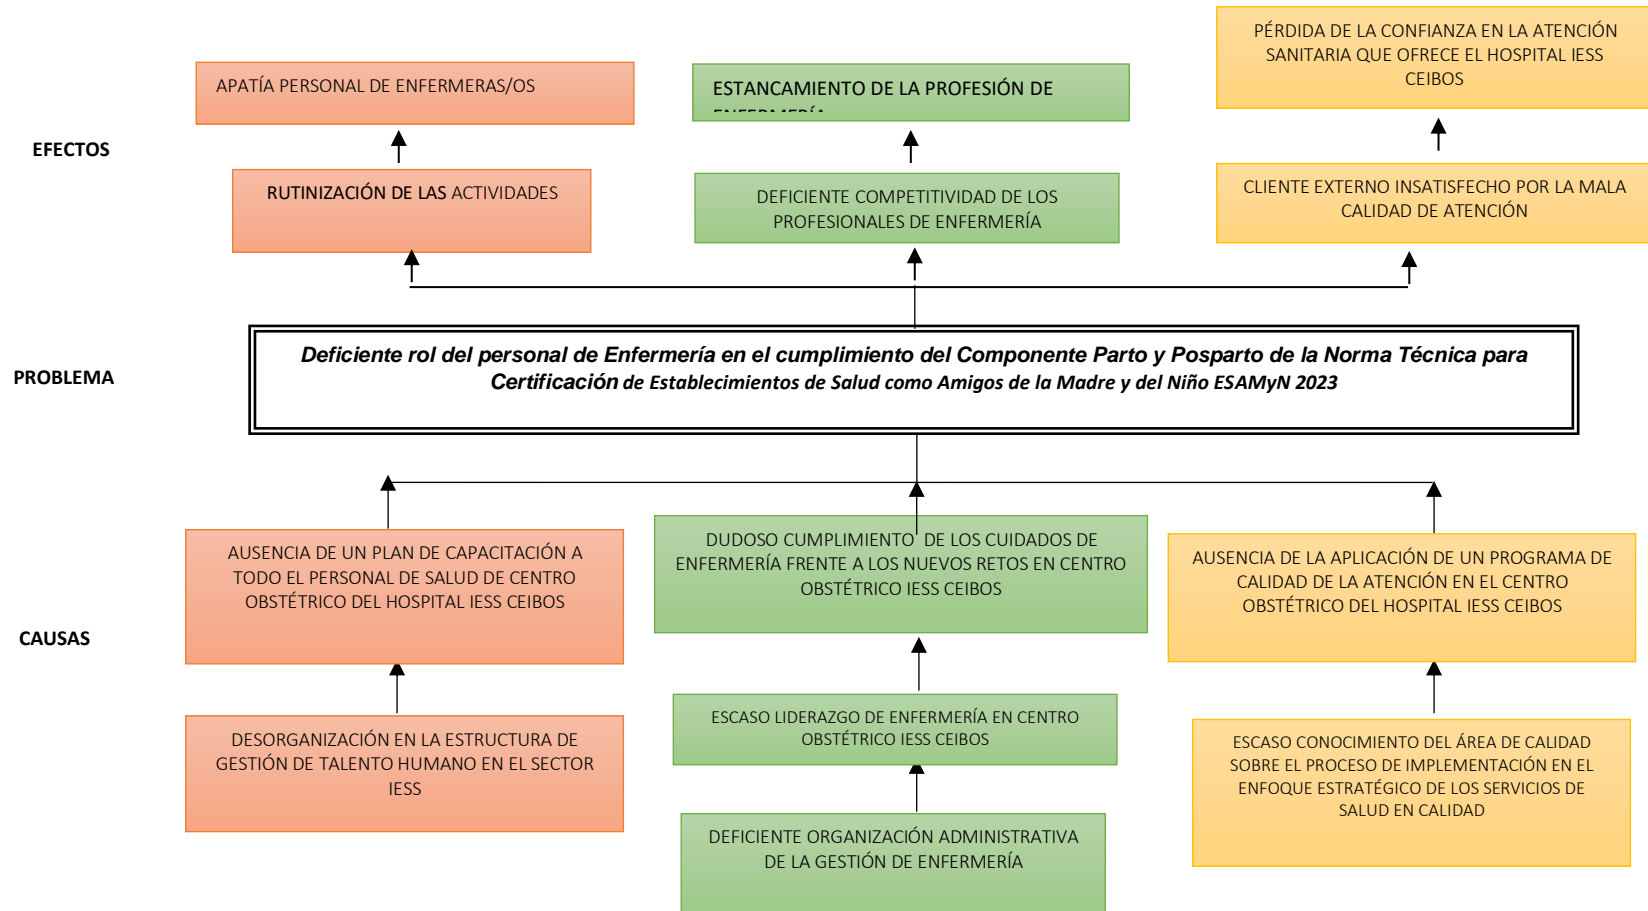 PÉRDIDA DE LA CONFIANZA EN LA ATENCIÓN
SANITARIA QUE OFRECE EL HOSPITAL IESS
CEIBOS
APATÍA PERSONAL DE ENFERMERAS/OS
ESTANCAMIENTO DE LA PROFESIÓN DE
EFECTOS
RUTINIZACIÓN DE LAS ACTIVIDADES
DEFICIENTE COMPETITIVIDAD DE LOS
PROFESIONALES DE ENFERMERÍA
CLIENTE EXTERNO INSATISFECHO POR LA MALA
CALIDAD DE ATENCIÓN
PROBLEMA
Deficiente rol del personal de Enfermería en el cumplimiento del Componente Parto y Posparto de la Norma Técnica para
Certificación de Establecimientos de Salud como Amigos de la Madre y del Niño ESAMyN 2023
CAUSAS
AUSENCIA DE UN PLAN DE CAPACITACIÓN A
TODO EL PERSONAL DE SALUD DE CENTRO
OBSTÉTRICO DEL HOSPITAL IESS CEIBOS
DUDOSO CUMPLIMIENTO DE LOS CUIDADOS DE
ENFERMERÍA FRENTE A LOS NUEVOS RETOS EN CENTRO
OBSTÉTRICO IESS CEIBOS
AUSENCIA DE LA APLICACIÓN DE UN PROGRAMA DE
CALIDAD DE LA ATENCIÓN EN EL CENTRO
OBSTÉTRICO DEL HOSPITAL IESS CEIBOS
DESORGANIZACIÓN EN LA ESTRUCTURA DE
GESTIÓN DE TALENTO HUMANO EN EL SECTOR
IESS
ESCASO LIDERAZGO DE ENFERMERÍA EN CENTRO
OBSTÉTRICO IESS CEIBOS
ESCASO CONOCIMIENTO DEL ÁREA DE CALIDAD
SOBRE EL PROCESO DE IMPLEMENTACIÓN EN EL
ENFOQUE ESTRATÉGICO DE LOS SERVICIOS DE
SALUD EN CALIDAD
DEFICIENTE ORGANIZACIÓN ADMINISTRATIVA
DE LA GESTIÓN DE ENFERMERÍA